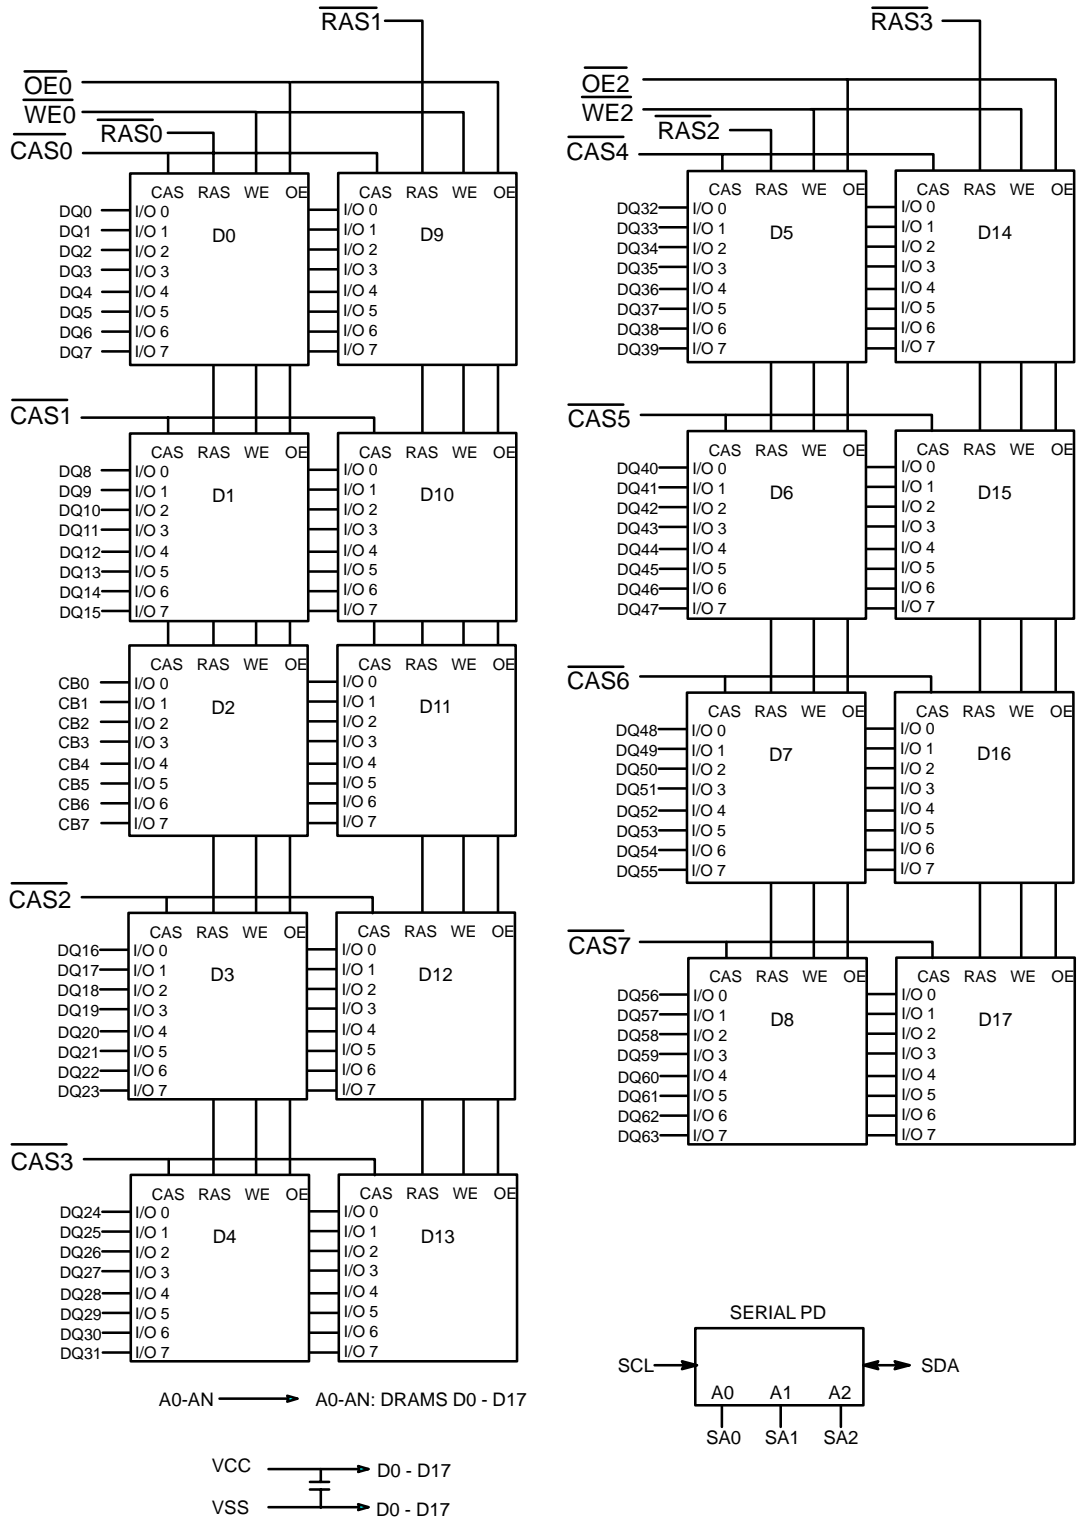 RAS1
OE0
WE0
RAS0
CAS0
CAS RAS WE OE CAS RAS WE OE
DQ0 I/O 0 I/O 0
DQ1 I/O 1 I/O 1
D0 D9
DQ2 I/O 2 I/O 2
DQ3 I/O 3 I/O 3
DQ4 I/O 4 I/O 4
DQ5 I/O 5 I/O 5
DQ6 I/O 6 I/O 6
DQ7 I/O 7 I/O 7
CAS1
CAS RAS WE OE CAS RAS WE OE
DQ8 I/O 0 I/O 0
DQ9 I/O 1 I/O 1
D1 D10
DQ10 I/O 2 I/O 2
DQ11 I/O 3 I/O 3
DQ12 I/O 4 I/O 4
DQ13 I/O 5 I/O 5
DQ14 I/O 6 I/O 6
DQ15 I/O 7 I/O 7
CAS RAS WE OE CAS RAS WE OE
CB0 I/O 0 I/O 0
CB1 I/O 1 I/O 1
D2 D11
CB2 I/O 2 I/O 2
CB3 I/O 3 I/O 3
CB4 I/O 4 I/O 4
CB5 I/O 5 I/O 5
CB6 I/O 6 I/O 6
CB7 I/O 7 I/O 7
CAS2
CAS RAS WE OE CAS RAS WE OE
DQ16 I/O 0 I/O 0
DQ17 I/O 1 I/O 1
D3 D12
DQ18 I/O 2 I/O 2
DQ19 I/O 3 I/O 3
DQ20 I/O 4 I/O 4
DQ21 I/O 5 I/O 5
DQ22 I/O 6 I/O 6
DQ23 I/O 7 I/O 7
CAS3
CAS RAS WE OE CAS RAS WE OE
DQ24 I/O 0 I/O 0
DQ25 I/O 1 I/O 1
D4 D13
DQ26 I/O 2 I/O 2
DQ27 I/O 3 I/O 3
DQ28 I/O 4 I/O 4
DQ29 I/O 5 I/O 5
DQ30 I/O 6 I/O 6
DQ31 I/O 7 I/O 7
A0-AN A0-AN: DRAMS D0 - D17
VCC D0 - D17
VSS D0 - D17
RAS3
OE2
WE2
RAS2
CAS4
CAS RAS WE OE CAS RAS WE OE
DQ32 I/O 0 I/O 0
DQ33 I/O 1 I/O 1
D5 D14
DQ34 I/O 2 I/O 2
DQ35 I/O 3 I/O 3
DQ36 I/O 4 I/O 4
DQ37 I/O 5 I/O 5
DQ38 I/O 6 I/O 6
DQ39 I/O 7 I/O 7
CAS5
CAS RAS WE OE CAS RAS WE OE
DQ40 I/O 0 I/O 0
DQ41 I/O 1 I/O 1
D6 D15
DQ42 I/O 2 I/O 2
DQ43 I/O 3 I/O 3
DQ44 I/O 4 I/O 4
DQ45 I/O 5 I/O 5
DQ46 I/O 6 I/O 6
DQ47 I/O 7 I/O 7
CAS6
CAS RAS WE OE CAS RAS WE OE
DQ48 I/O 0 I/O 0
DQ49 I/O 1 I/O 1
D7 D16
DQ50 I/O 2 I/O 2
DQ51 I/O 3 I/O 3
DQ52 I/O 4 I/O 4
DQ53 I/O 5 I/O 5
DQ54 I/O 6 I/O 6
DQ55 I/O 7 I/O 7
CAS7
CAS RAS WE OE CAS RAS WE OE
DQ56 I/O 0 I/O 0
DQ57 I/O 1 I/O 1
D8 D17
DQ58 I/O 2 I/O 2
DQ59 I/O 3 I/O 3
DQ60 I/O 4 I/O 4
DQ61 I/O 5 I/O 5
DQ62 I/O 6 I/O 6
DQ63 I/O 7 I/O 7
SERIAL PD
SCL SDA
A0 A1 A2
SA0 SA1 SA2